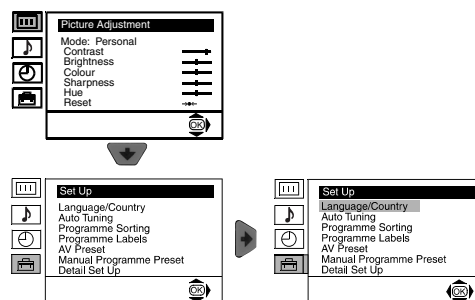 Picture Adjustment
Mode: Personal
Contrast
Brightness
Colour
Sharpness
Hue
Reset
OK
Set Up
Language/Country
Auto Tuning
Programme Sorting
Programme Labels
AV Preset
Manual Programme Preset
Detail Set Up
OK
Set Up
Language/Country
Auto Tuning
Programme Sorting
Programme Labels
AV Preset
Manual Programme Preset
Detail Set Up
OK